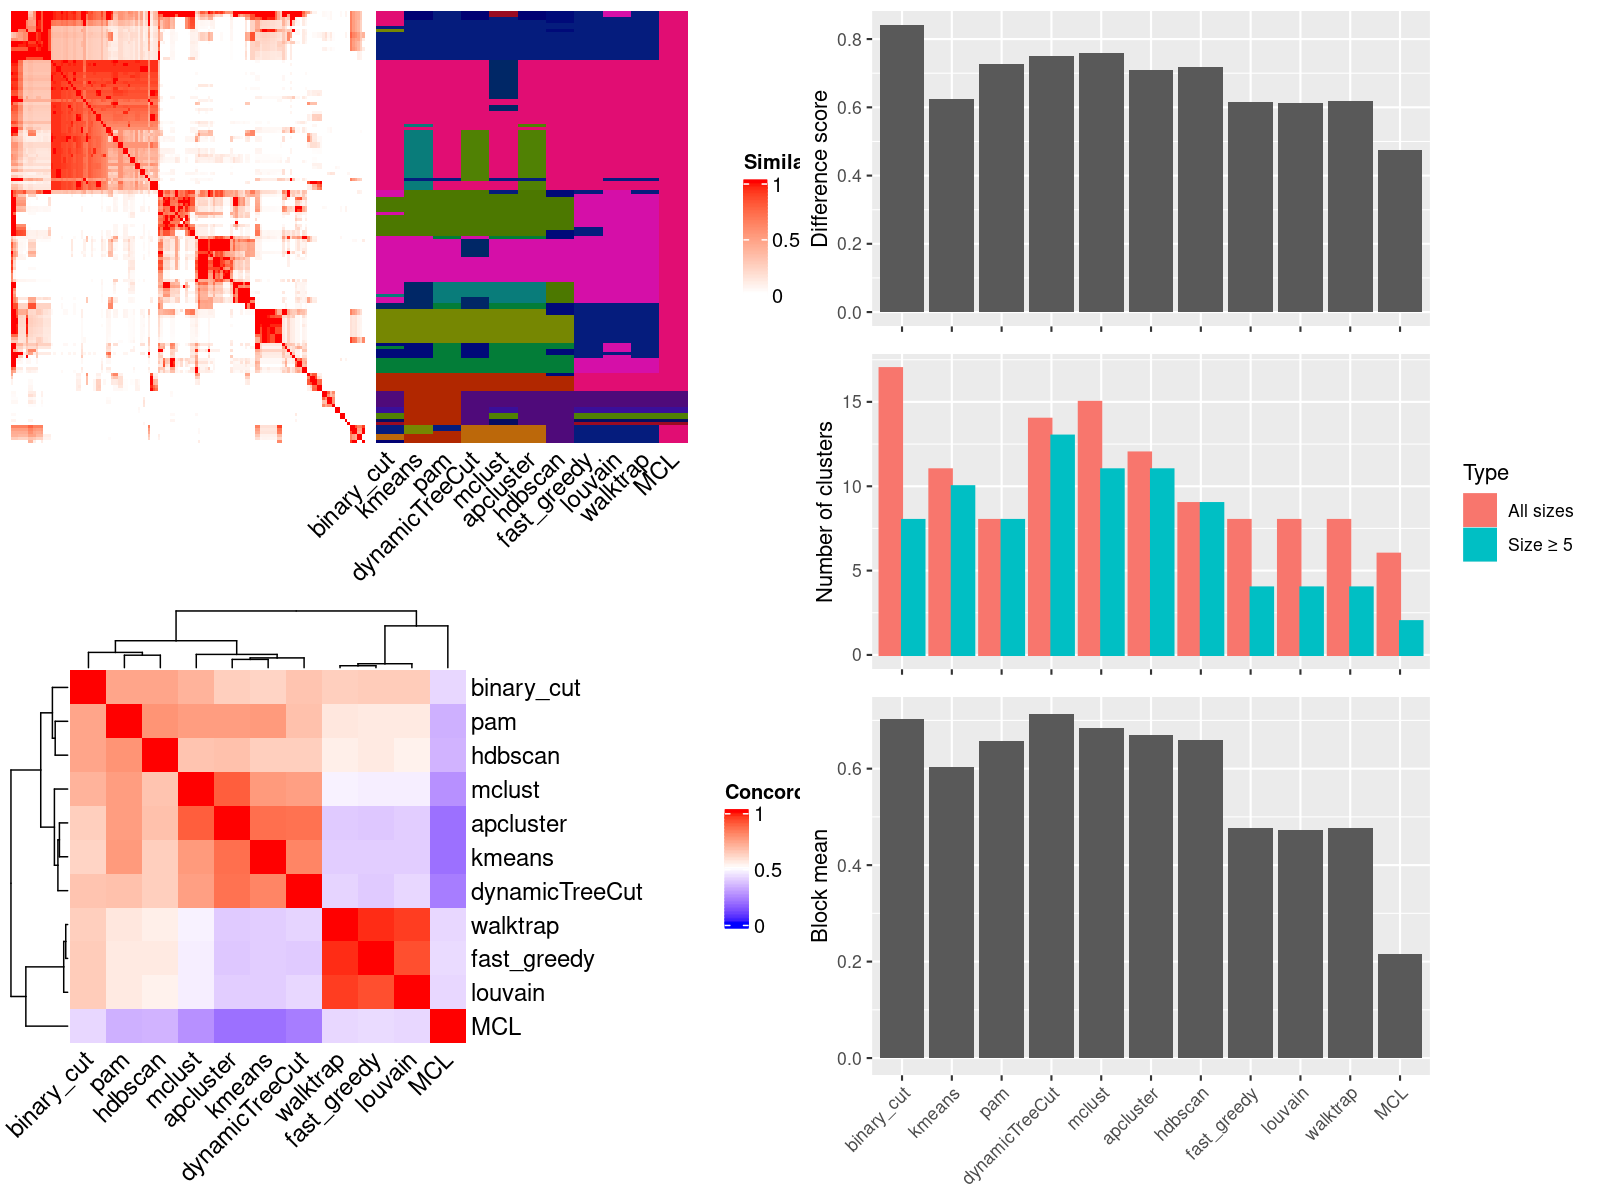 Simila
1
0.5
0
binary_cut
kmeans
pam
dynamicTreeCut
mclust
apcluster
hdbscan
fast_greedy
louvain
walktrap
MCL
binary_cut
pam
hdbscan
mclust
apcluster
kmeans
dynamicTreeCut
walktrap
fast_greedy
louvain
MCL
binary_cut
pam
hdbscan
mclust
apcluster
kmeans
dynamicTreeCut
walktrap
fast_greedy
louvain
MCL
Concord
1
0.5
0
Difference score
0.8
0.6
0.4
0.2
0.0
Number of clusters
15
10
5
0
Type
All sizes
Size ≥ 5
Block mean
0.6
0.4
0.2
0.0
binary_cut
kmeans
pam
dynamicTreeCut
mclust
apcluster
hdbscan
fast_greedy
louvain
walktrap
MCL